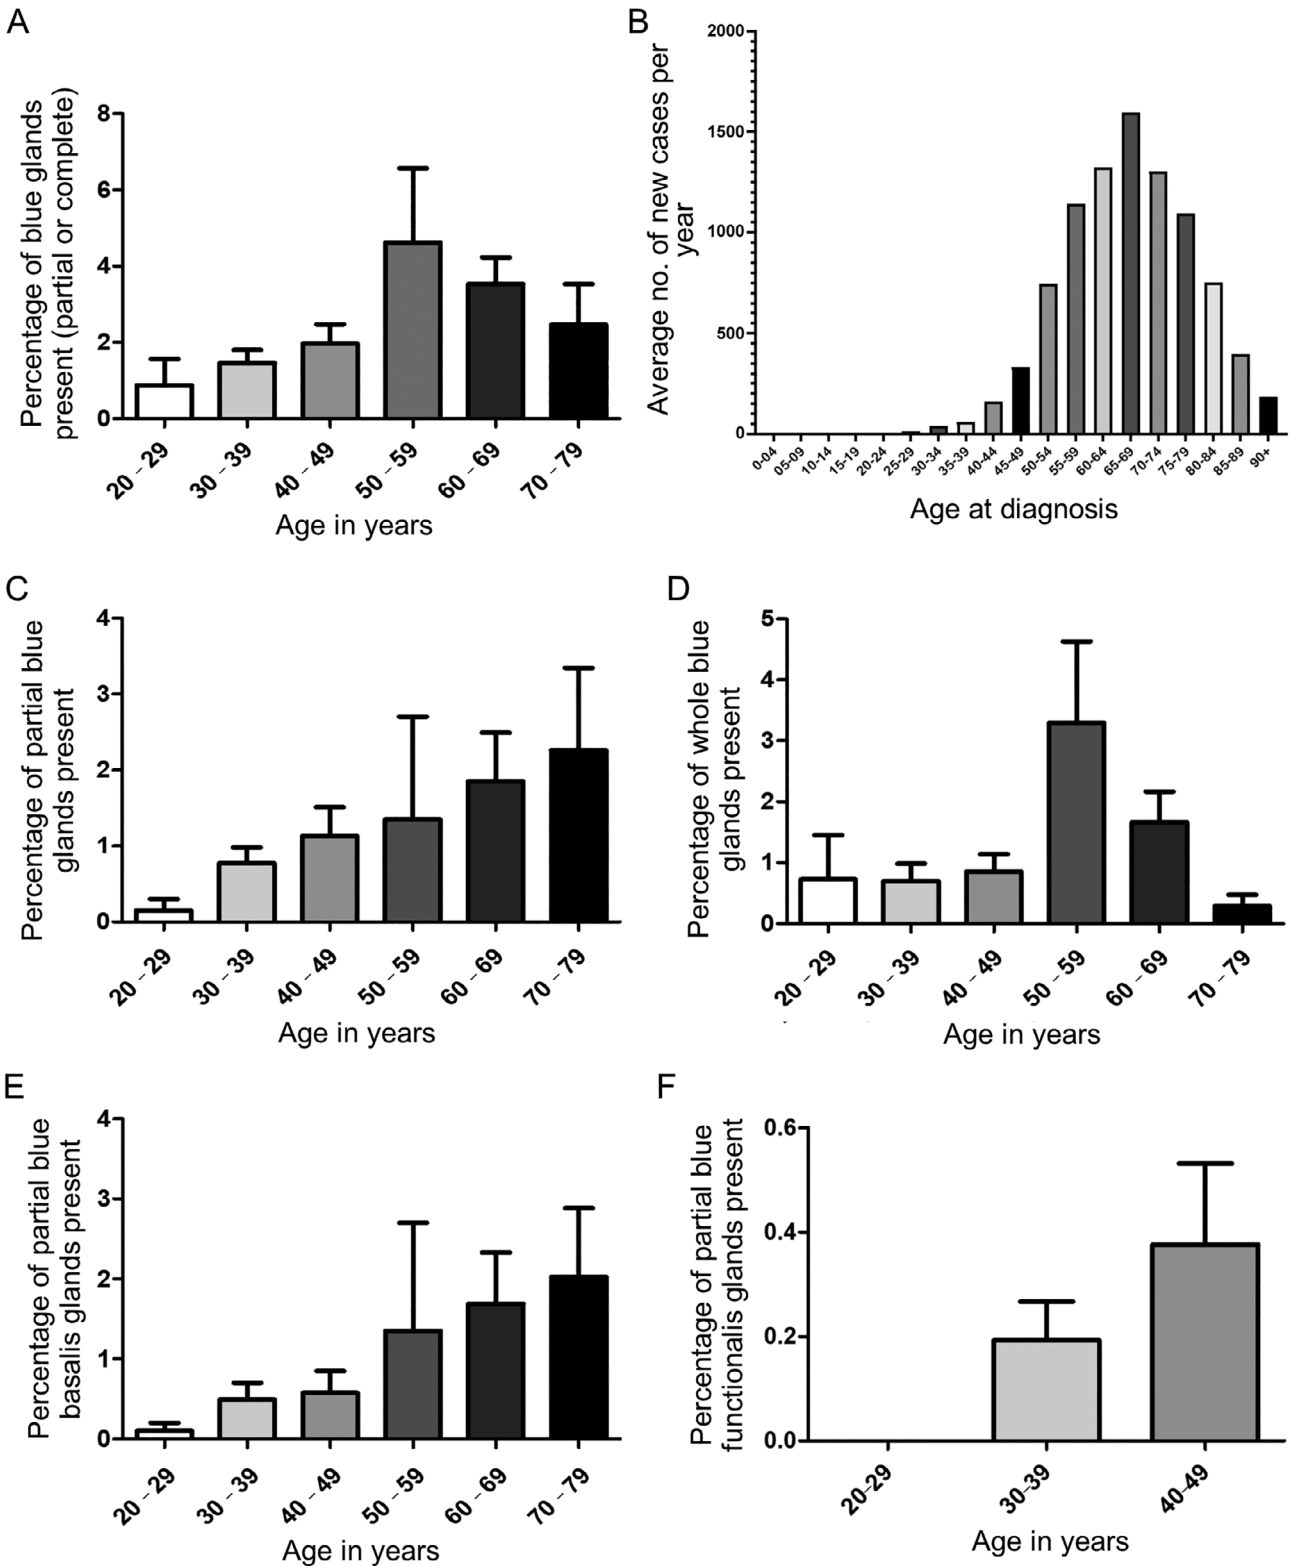 A
Percentage of blue glands
present (partial or complete)
8
6
4
2
0
20 – 29
30 – 39
40 – 49
50 – 59
60 – 69
70 – 79
Age in years
B
Average no. of new cases per
year
2000
1500
1000
500
0
0-04
05-09
10-14
15-19
20-24
25-29
30-34
35-39
40-44
45-49
50-54
55-59
60-64
65-69
70-74
75-79
80-84
85-89
90+
Age at diagnosis
C
Percentage of partial blue
glands present
4
3
2
1
0
20 – 29
30 – 39
40 – 49
50 – 59
60 – 69
70 – 79
Age in years
D
Percentage of whole blue
glands present
5
4
3
2
1
0
20 – 29
30 – 39
40 – 49
50 – 59
60 – 69
70 – 79
Age in years
E
Percentage of partial blue
basalis glands present
4
3
2
1
0
20 – 29
30 – 39
40 – 49
50 – 59
60 – 69
70 – 79
Age in years
F
Percentage of partial blue
functionalis glands present
0.6
0.4
0.2
0.0
20-29
30-39
40-49
Age in years